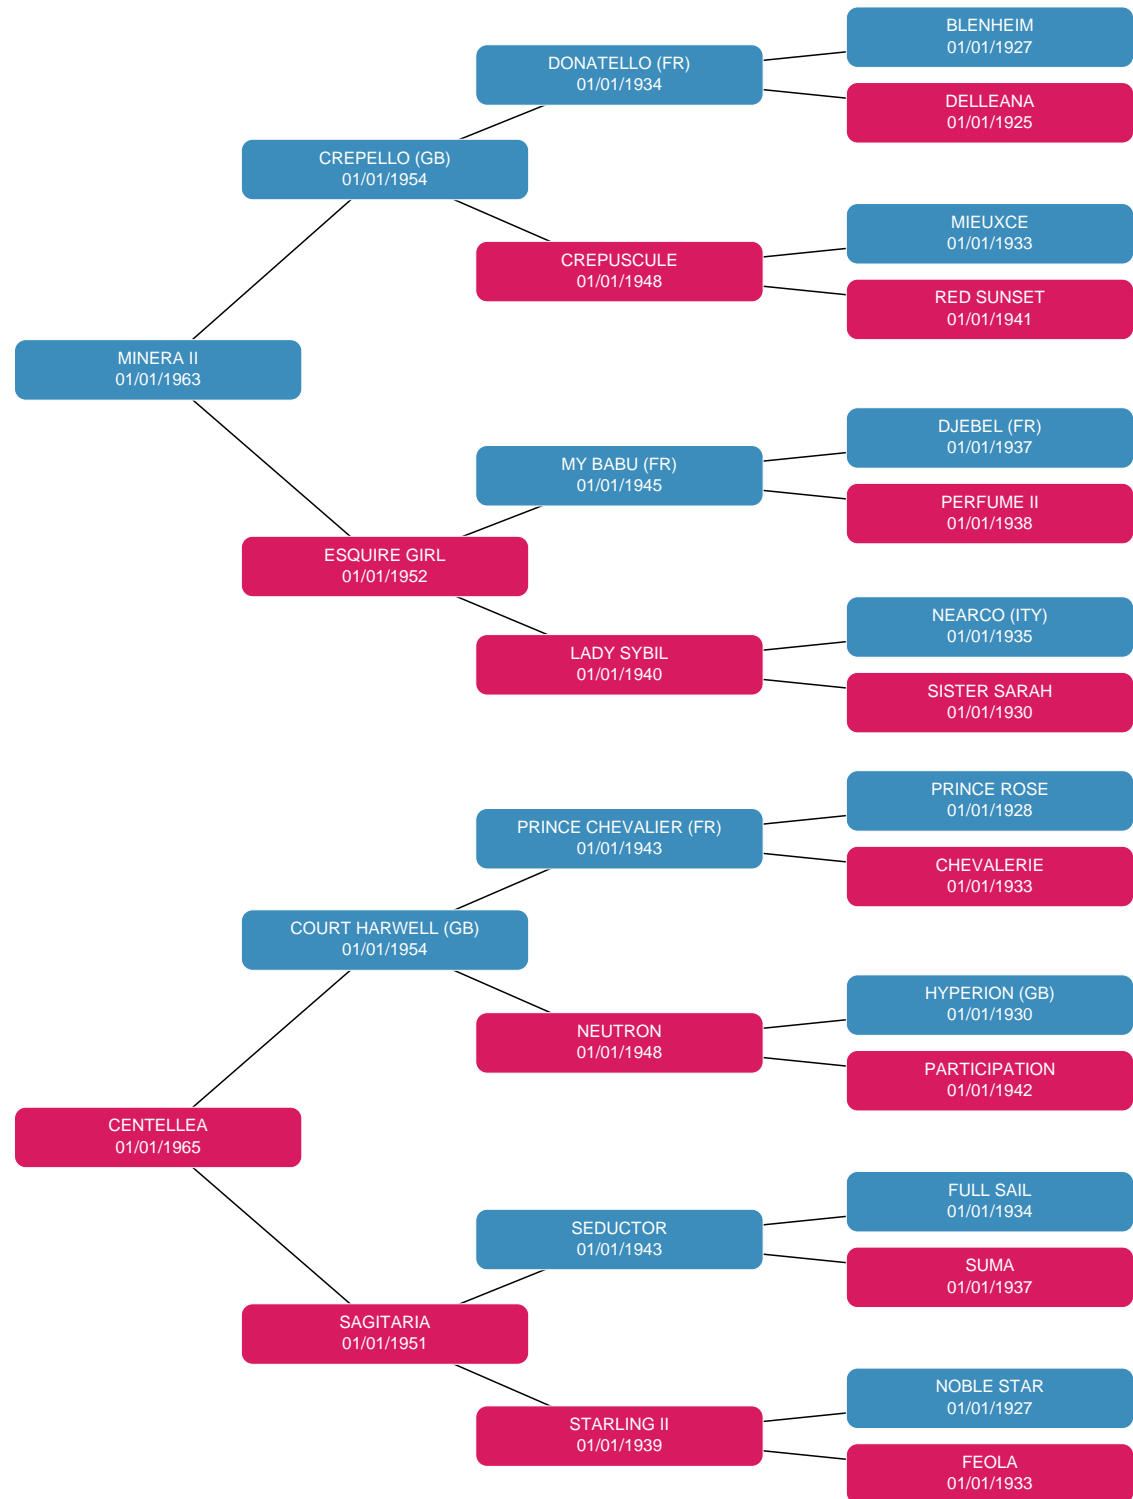 BLENHEIM
01/01/1927
DONATELLO (FR)
01/01/1934
DELLEANA
01/01/1925
CREPELLO (GB)
01/01/1954
MIEUXCE
01/01/1933
CREPUSCULE
01/01/1948
RED SUNSET
01/01/1941
MINERA II
01/01/1963
DJEBEL (FR)
01/01/1937
MY BABU (FR)
01/01/1945
PERFUME II
01/01/1938
ESQUIRE GIRL
01/01/1952
NEARCO (ITY)
01/01/1935
LADY SYBIL
01/01/1940
SISTER SARAH
01/01/1930
PRINCE ROSE
01/01/1928
PRINCE CHEVALIER (FR)
01/01/1943
CHEVALERIE
01/01/1933
COURT HARWELL (GB)
01/01/1954
HYPERION (GB)
01/01/1930
NEUTRON
01/01/1948
PARTICIPATION
01/01/1942
CENTELLEA
01/01/1965
FULL SAIL
01/01/1934
SEDUCTOR
01/01/1943
SUMA
01/01/1937
SAGITARIA
01/01/1951
NOBLE STAR
01/01/1927
STARLING II
01/01/1939
FEOLA
01/01/1933